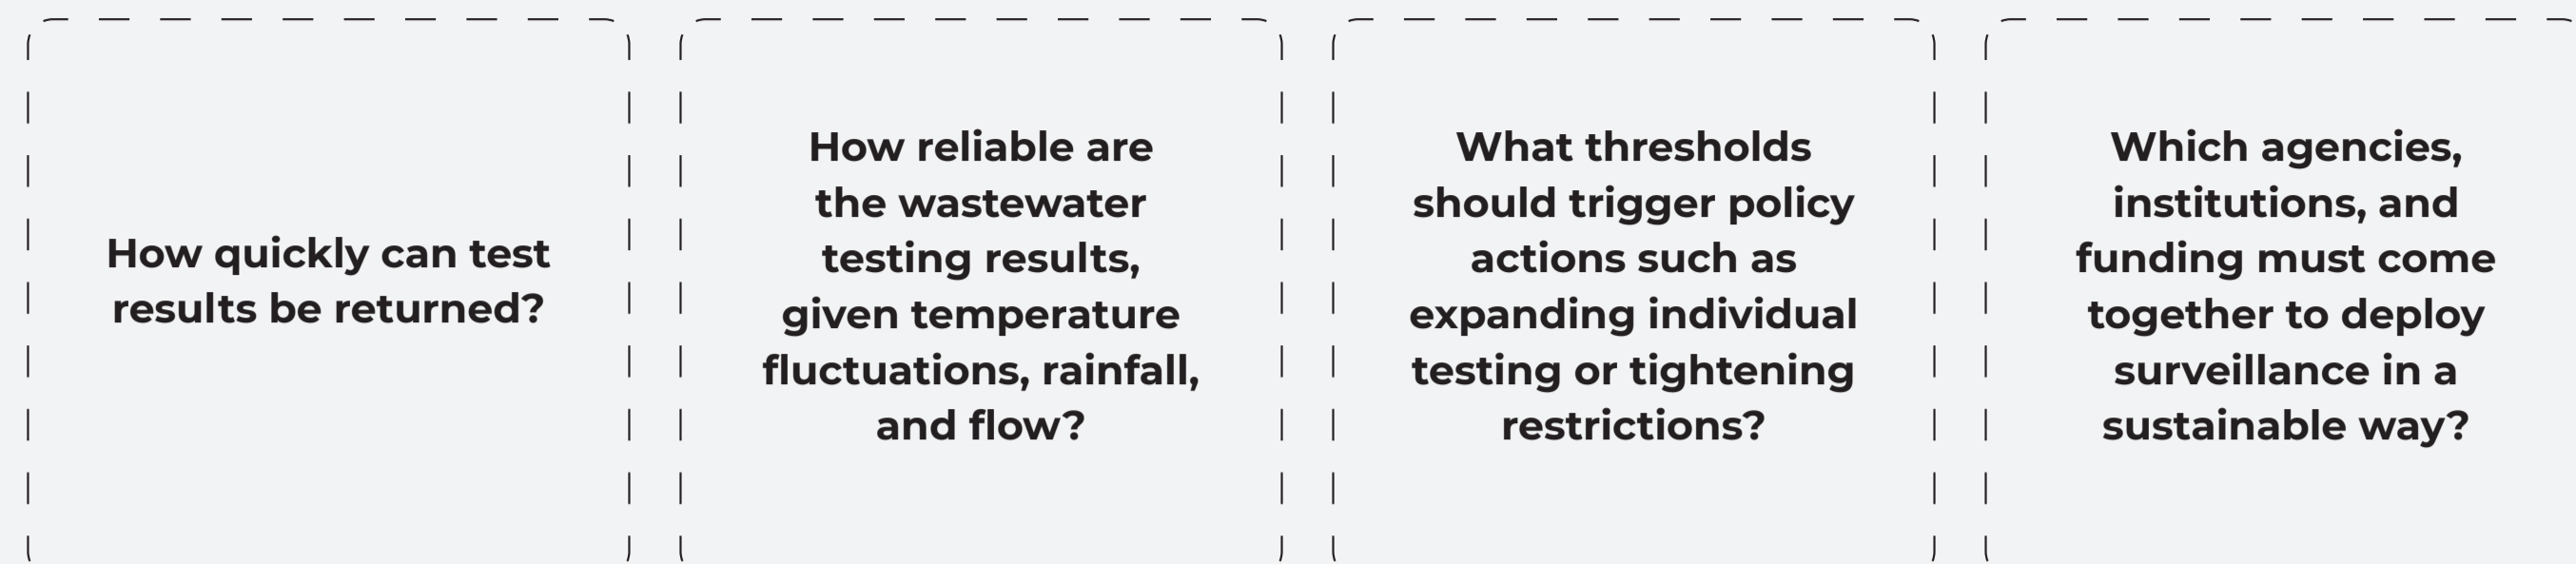 How quickly can test
results be returned?
How reliable are
the wastewater
testing results,
given temperature
fluctuations, rainfall,
and flow?
What thresholds
should trigger policy
actions such as
expanding individual
testing or tightening
restrictions?
Which agencies,
institutions, and
funding must come
together to deploy
surveillance in a
sustainable way?